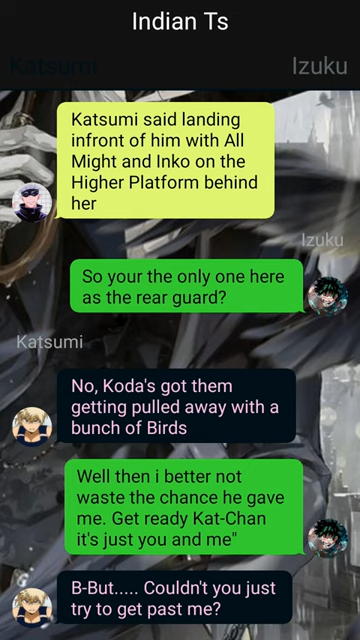 Indian Ts
Katsumi
Izuku
Katsumi said landing
infront of him with All
Might and Inko on the
Higher Platform behind
her
Izuku
So your the only one here
as the rear guard?
Katsumi
No, Koda's got them
getting pulled away with a
bunch of Birds
Well then i better not
waste the chance he gave
me. Get ready Kat-Chan
it's just you and me"
B-But..... Couldn't you just
try to get past me?